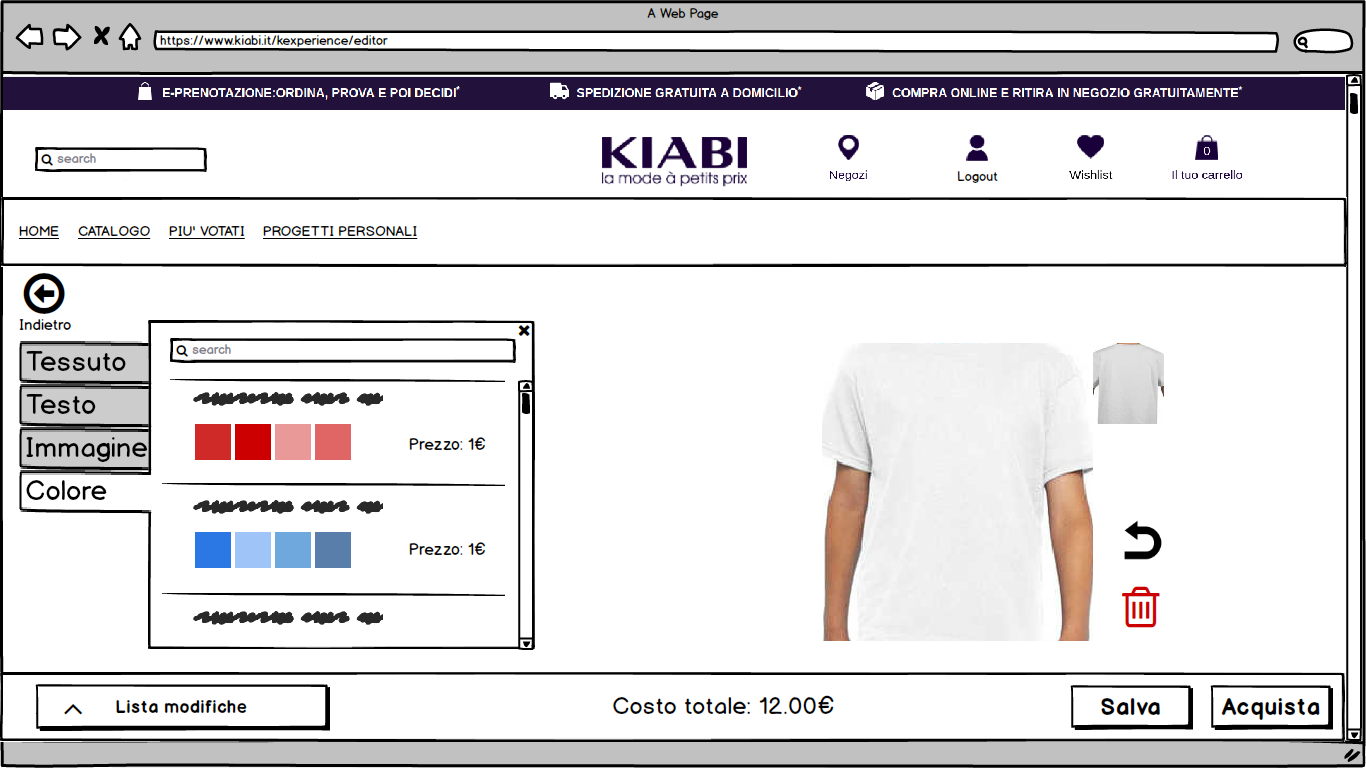 A Web Page
https://www.kiabi.it/kexperience/editor
E-PRENOTAZIONE:ORDINA, PROVA E POI DECIDI*
SPEDIZIONE GRATUITA A DOMICILIO*
COMPRA ONLINE E RITIRA IN NEGOZIO GRATUITAMENTE*
search
KIABI
la mode à petits prix
Negozi
Logout
Wishlist
0
Il tuo carrello
HOME
CATALOGO
PIU' VOTATI
PROGETTI PERSONALI
Indietro
Tessuto
Testo
Immagine
Colore
search
Prezzo: 1€
Prezzo: 1€
Lista modifiche
Costo totale: 12.00€
Salva
Acquista